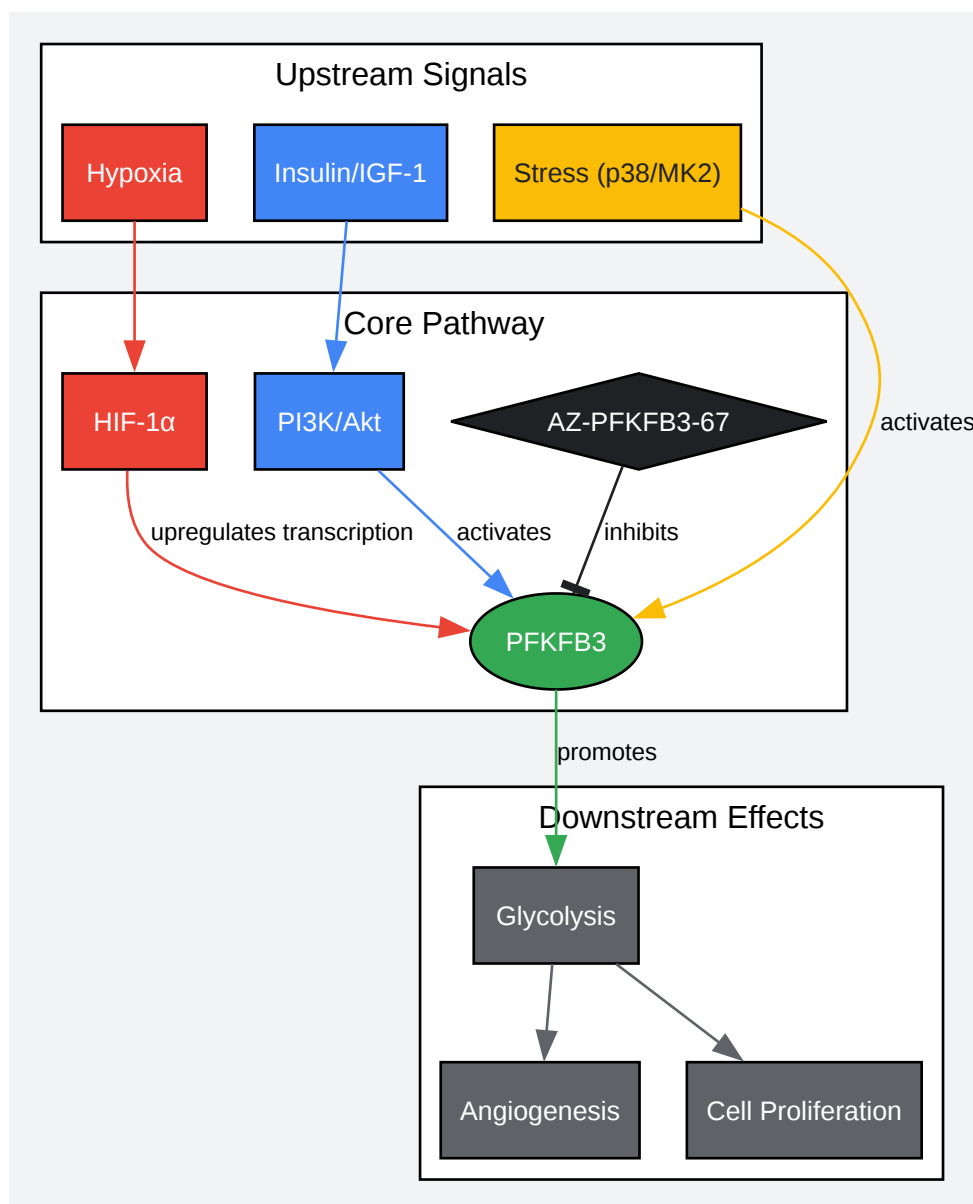 Upstream Signals
Hypoxia
Insulin/IGF-1
Stress (p38/MK2)
Core Pathway
HIF-1α
PI3K/Akt
AZ-PFKFB3-67
activates
upregulates transcription
activates
inhibits
PFKFB3
promotes
Downstream Effects
Glycolysis
Angiogenesis
Cell Proliferation